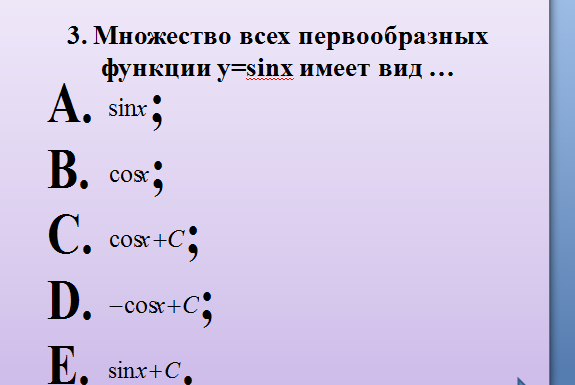 3. Множество всех первообразных
функции y=sinx имеет вид …
A. sinx;
B. cosx;
C. cosx+C;
D. −cosx+C;
E. sinx+C.